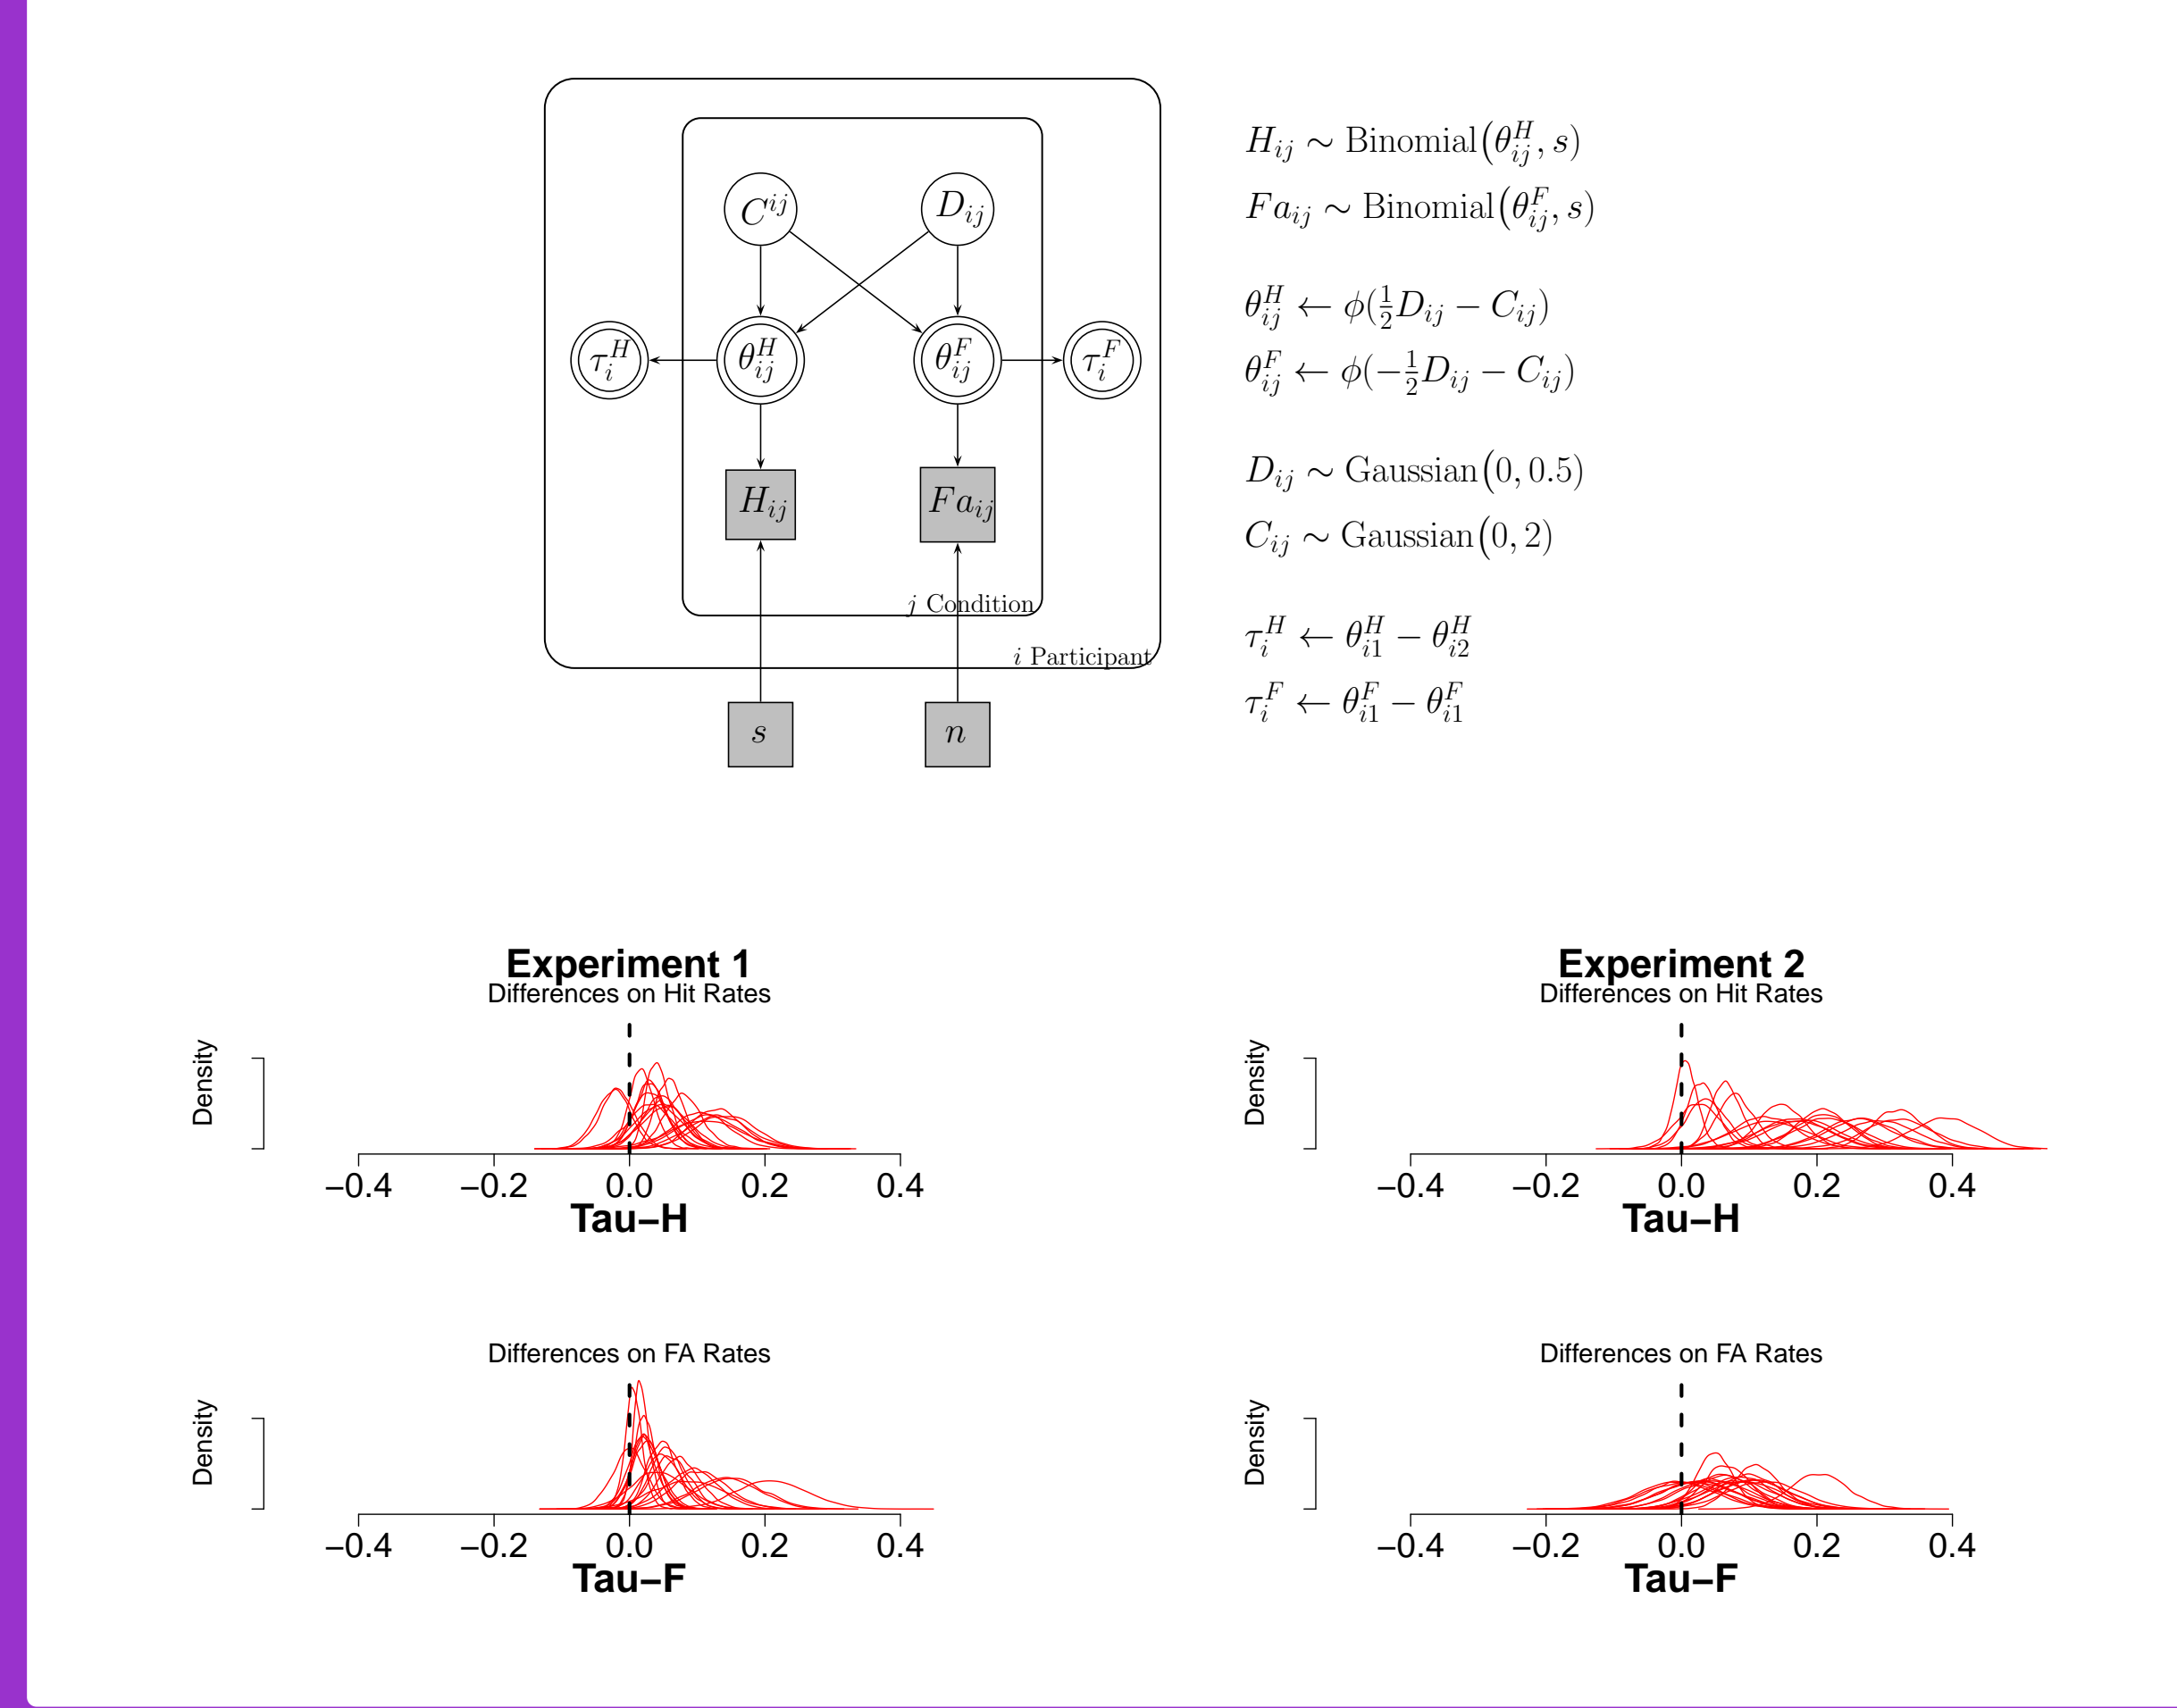 C^{ij}
D_{ij}
τ_i^H
θ_{ij}^H
θ_{ij}^F
τ_i^F
H_{ij}
Fa_{ij}
j Condition
i Participant
s
n
H_{ij} ∼ Binomial(θ_{ij}^H, s)
Fa_{ij} ∼ Binomial(θ_{ij}^F, s)
θ_{ij}^H ← ϕ(½D_{ij} − C_{ij})
θ_{ij}^F ← ϕ(−½D_{ij} − C_{ij})
D_{ij} ∼ Gaussian(0, 0.5)
C_{ij} ∼ Gaussian(0, 2)
τ_i^H ← θ_{i1}^H − θ_{i2}^H
τ_i^F ← θ_{i1}^F − θ_{i1}^F
Experiment 1
Differences on Hit Rates
Density
−0.4 −0.2 0.0 0.2 0.4
Tau−H
Experiment 2
Differences on Hit Rates
Density
−0.4 −0.2 0.0 0.2 0.4
Tau−H
Differences on FA Rates
Density
−0.4 −0.2 0.0 0.2 0.4
Tau−F
Differences on FA Rates
Density
−0.4 −0.2 0.0 0.2 0.4
Tau−F